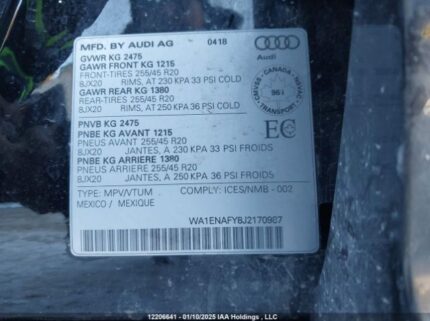 MFD. BY AUDI AG 0418
Audi
GVWR KG 2475
GAWR FRONT KG 1215
FRONT-TIRES 255/45 R20
8JX20 RIMS, AT 230 KPA 33 PSI COLD
GAWR REAR KG 1380
REAR-TIRES 255/45 R20
8JX20 RIMS, AT 250 KPA 36 PSI COLD
CANADA
TRANSPORT
PNVB KG 2475
PNBE KG AVANT 1215
PNEUS AVANT 255/45 R20
8JX20 JANTES, A 230 KPA 33 PSI FROIDS
PNBE KG ARRIERE 1380
PNEUS ARRIERE 255/45 R20
8JX20 JANTES, A 250 KPA 36 PSI FROIDS
EC
TYPE: MPV/VTUM COMPLY: ICES/NMB - 002
MEXICO / MEXIQUE
WA1ENAFY8J2170987
12206641 - 01/10/2025 IAA Holdings , LLC